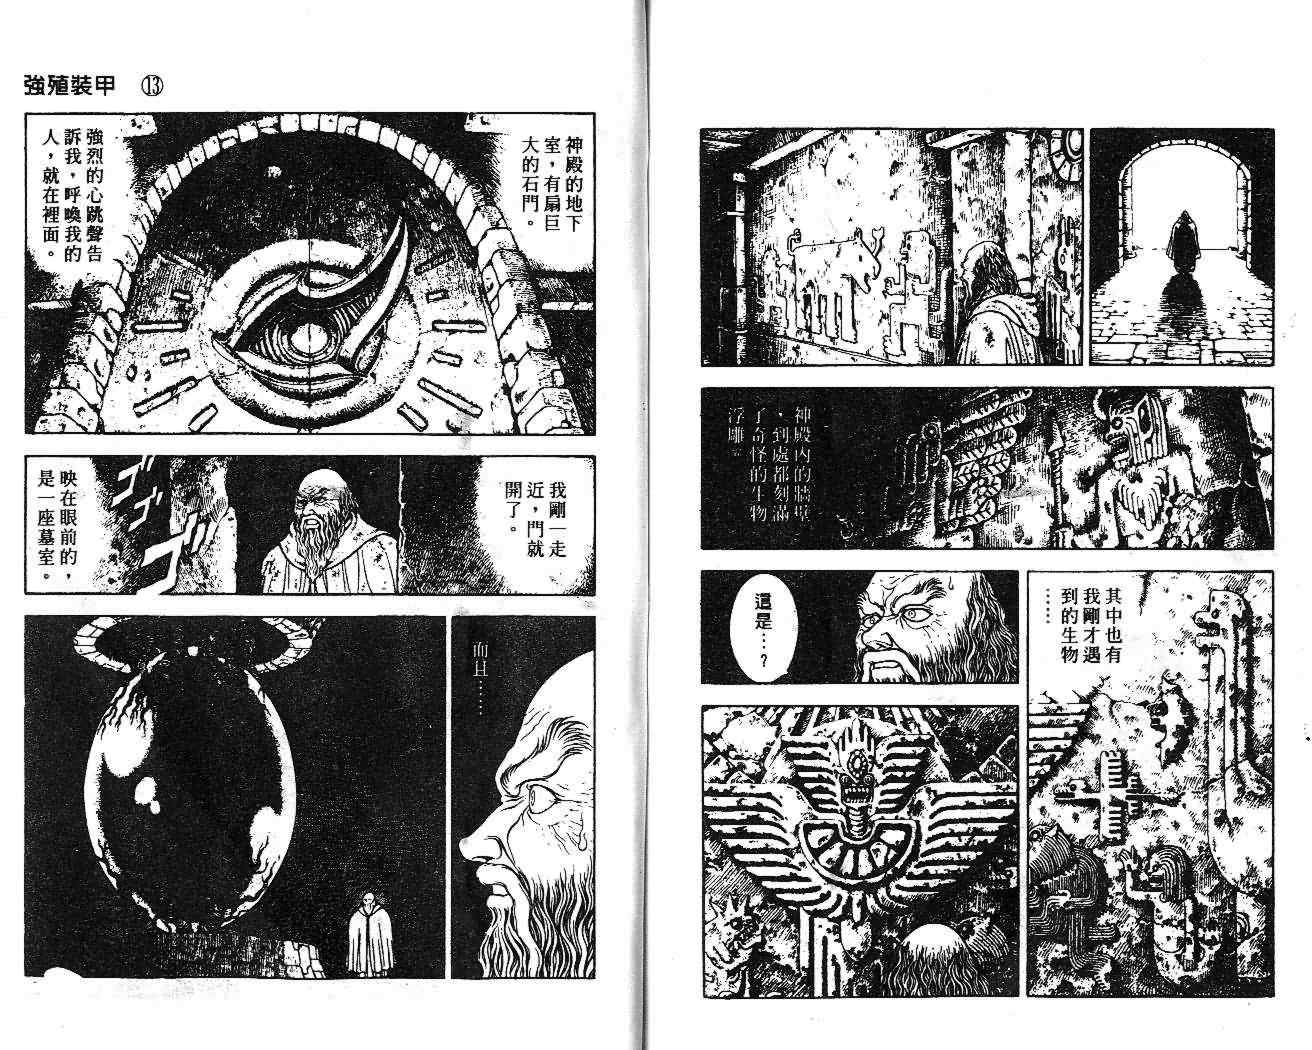 神殿內的牆壁
，到處都刻滿
了奇怪的生物
浮雕。
其中也有
我剛才遇
到的生物
……
這是…？
強殖裝甲 ⑬
神殿的地下
室，有扇巨
大的石門。
強烈的心跳聲告
訴我，呼喚我的
人，就在裡面。
我剛一走
近，門就
開了。
ゴゴゴ
ゴ
映在眼前的，
是一座墓室。
而且……